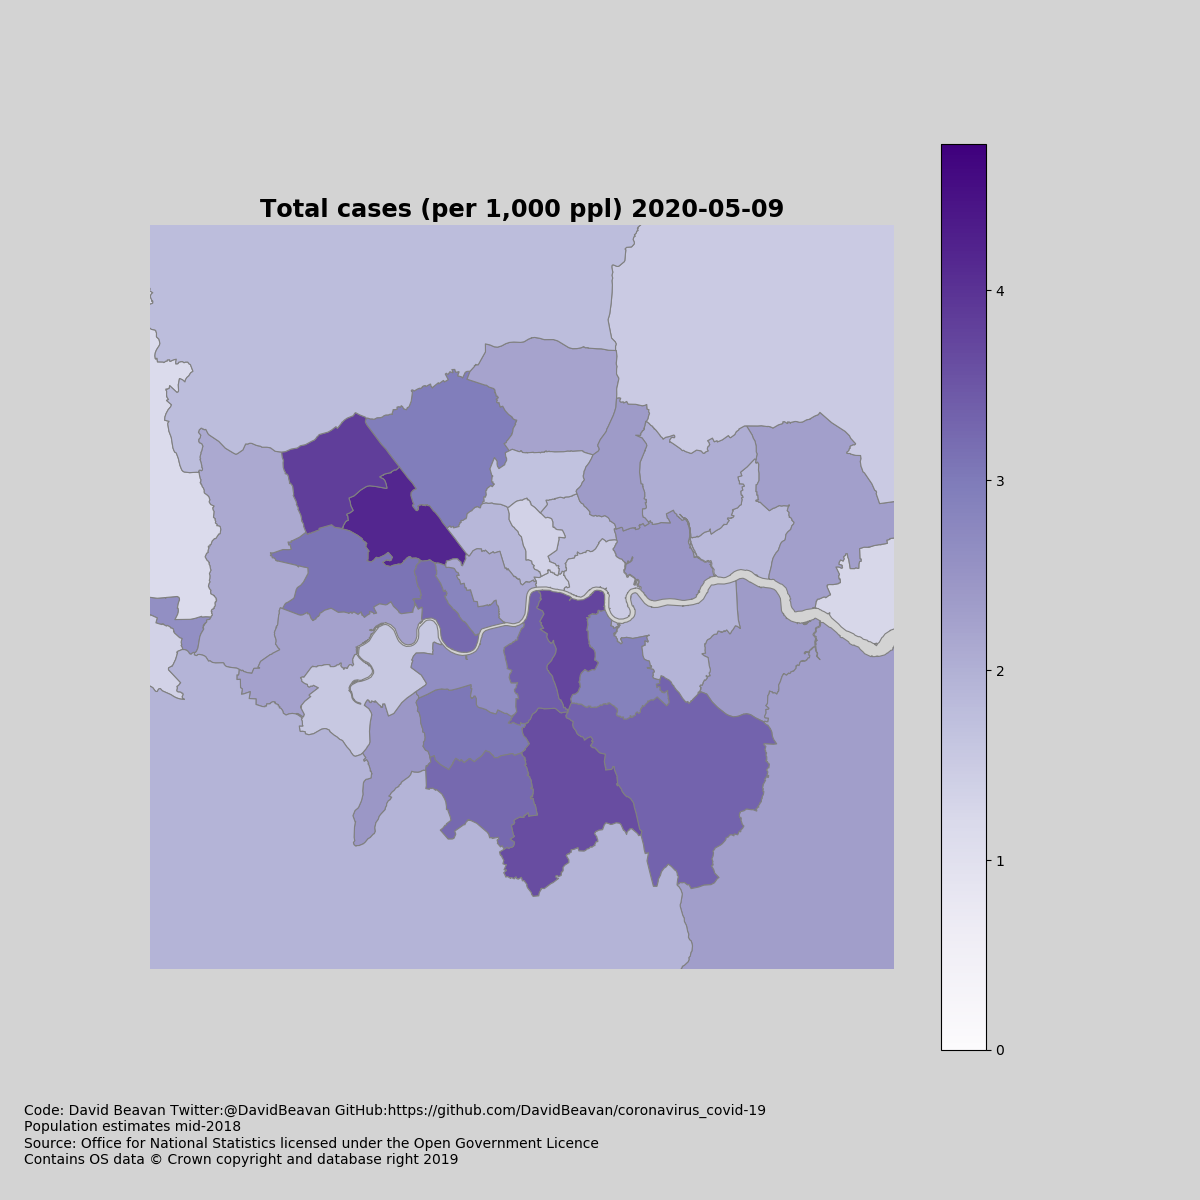 Total cases (per 1,000 ppl) 2020-05-09
4
3
2
1
0
Code: David Beavan Twitter:@DavidBeavan GitHub:https://github.com/DavidBeavan/coronavirus_covid-19
Population estimates mid-2018
Source: Office for National Statistics licensed under the Open Government Licence
Contains OS data © Crown copyright and database right 2019